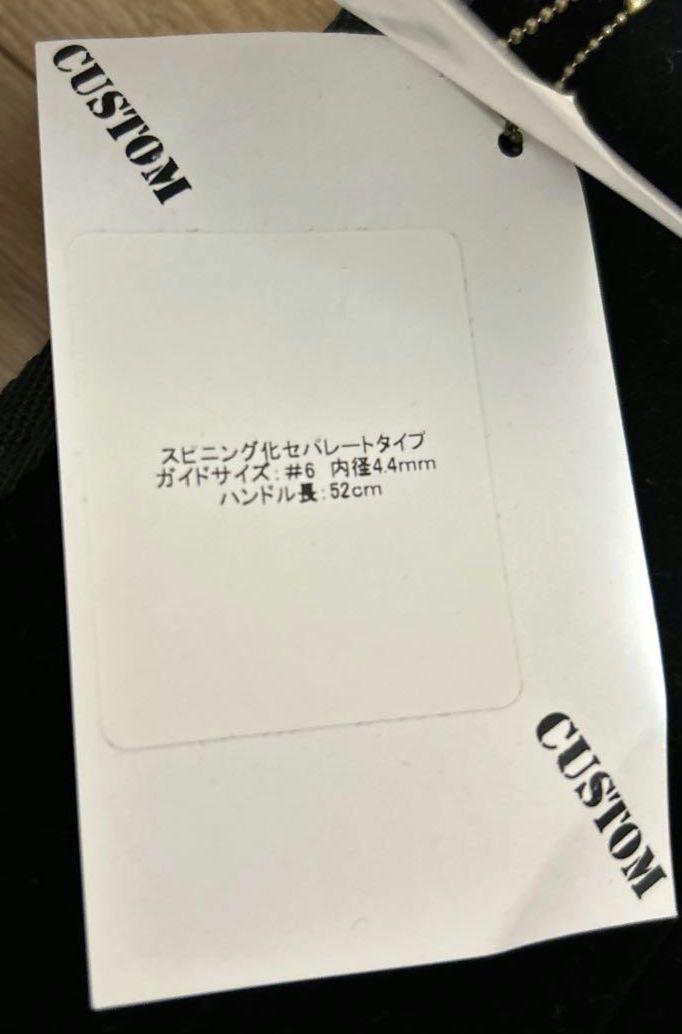 CUSTOM
スピニング化セパレートタイプ
ガイドサイズ:#6 内径4.4mm
ハンドル長:52cm
CUSTOM